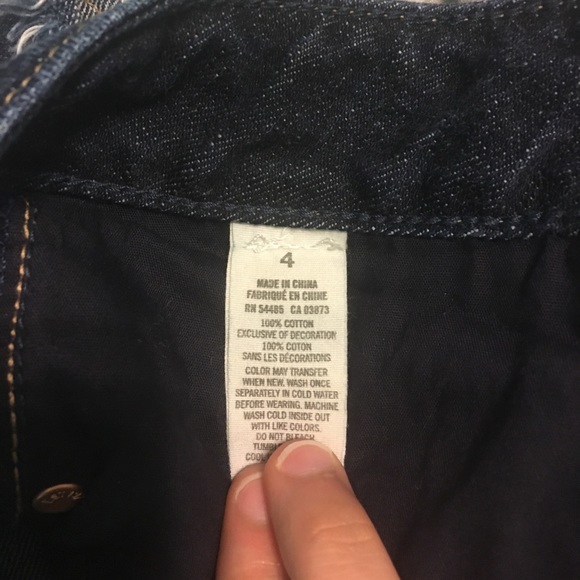 4
MADE IN CHINA
FABRIQUÉ EN CHINE
RN 54485 CA 03873
100% COTTON
EXCLUSIVE OF DECORATION
100% COTON
SANS LES DÉCORATIONS
COLOR MAY TRANSFER
WHEN NEW, WASH ONCE
SEPARATELY IN COLD WATER
BEFORE WEARING. MACHINE
WASH COLD INSIDE OUT
WITH LIKE COLORS.
DO NOT BLEACH